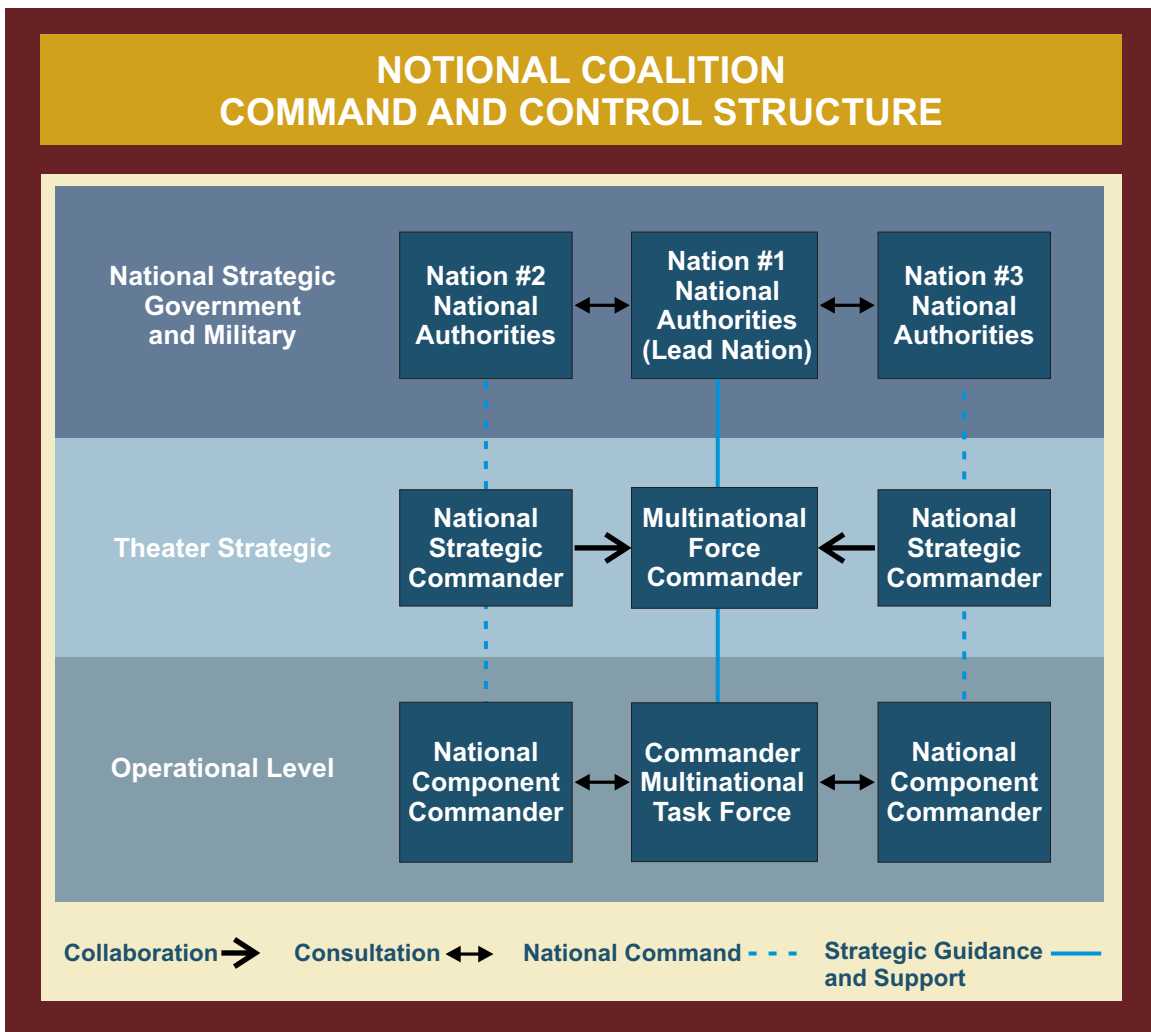 NOTIONAL COALITION
COMMAND AND CONTROL STRUCTURE
National Strategic
Government
and Military
Nation #2
National
Authorities
Nation #1
National
Authorities
(Lead Nation)
Nation #3
National
Authorities
Theater Strategic
National
Strategic
Commander
Multinational
Force
Commander
National
Strategic
Commander
Operational Level
National
Component
Commander
Commander
Multinational
Task Force
National
Component
Commander
Collaboration
Consultation
National Command
Strategic Guidance
and Support